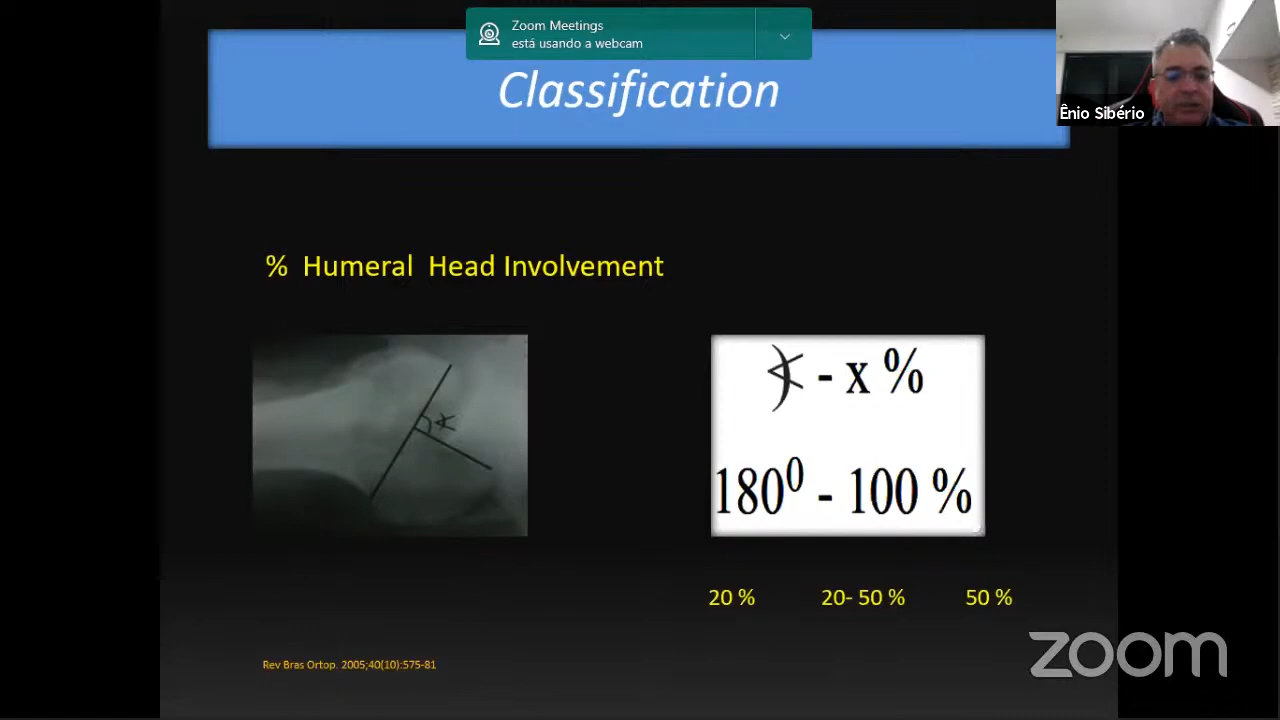 Zoom Meetings
está usando a webcam
Classification
Ênio Sibério
% Humeral Head Involvement
∢ - x %
180⁰ - 100 %
20 % 20- 50 % 50 %
Rev Bras Ortop. 2005;40(10):575-81
zoom